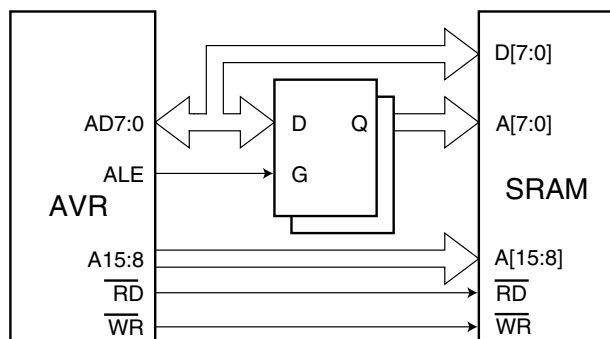 AVR
AD7:0
ALE
A15:8
RD
WR
D
Q
G
SRAM
D[7:0]
A[7:0]
A[15:8]
RD
WR